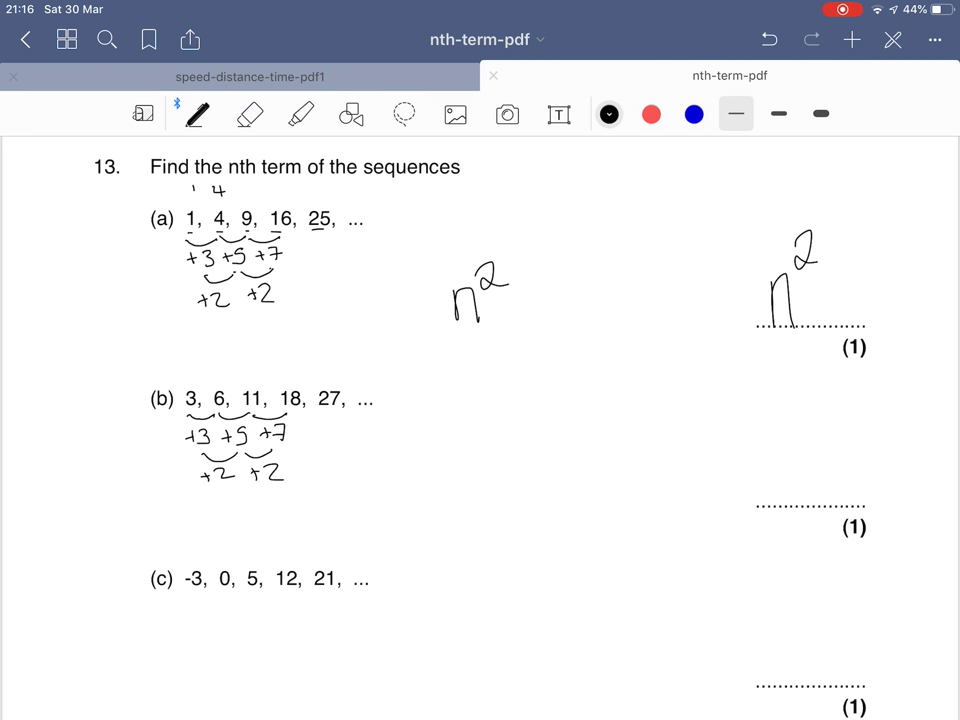 21:16 Sat 30 Mar 44%
nth-term-pdf
speed-distance-time-pdf1 nth-term-pdf
T
13. Find the nth term of the sequences
1 4
(a) 1, 4, 9, 16, 25, ...
+3 +5 +7
+2 +2
n²
n²
....................
(1)
(b) 3, 6, 11, 18, 27, ...
+3 +5 +7
+2 +2
....................
(1)
(c) -3, 0, 5, 12, 21, ...
....................
(1)